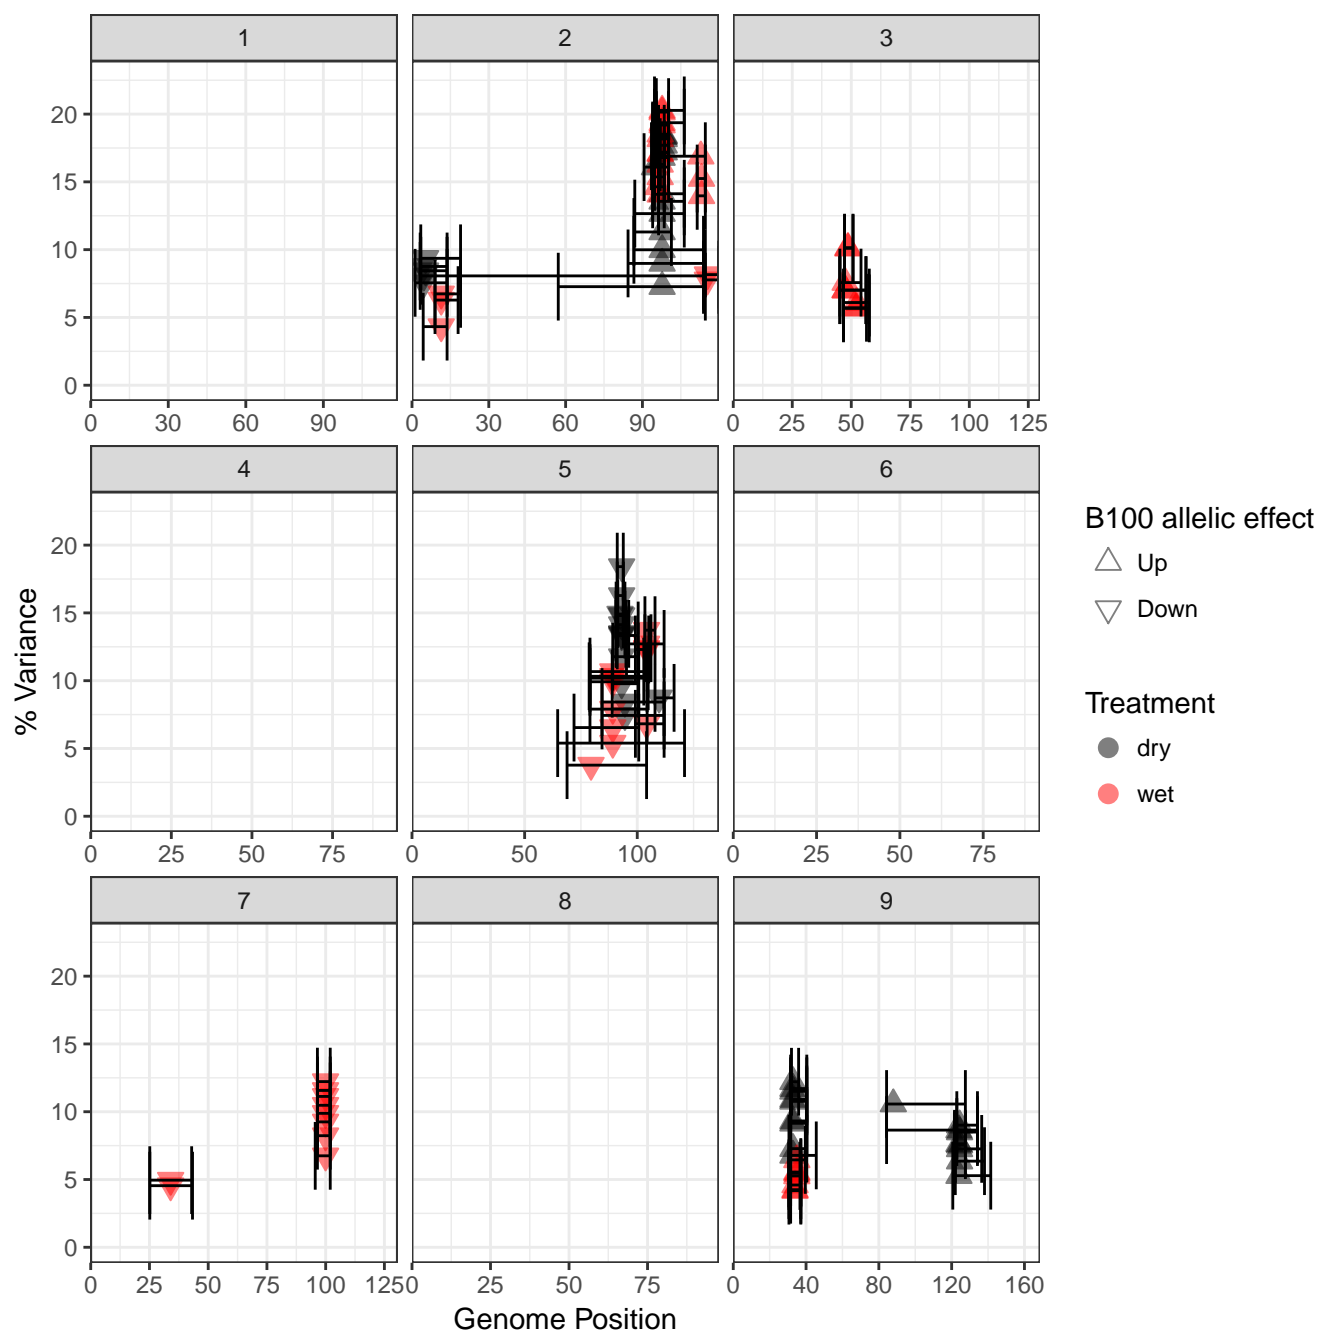 1 2 3
20
15
10
5
0
0 30 60 90 0 30 60 90 0 25 50 75 100 125
4 5 6
20
15
10
5
0
0 25 50 75 0 50 100 0 25 50 75
7 8 9
20
15
10
5
0
0 25 50 75 100 125 0 25 50 75 0 40 80 120 160
% Variance
Genome Position
B100 allelic effect
Up
Down
Treatment
dry
wet